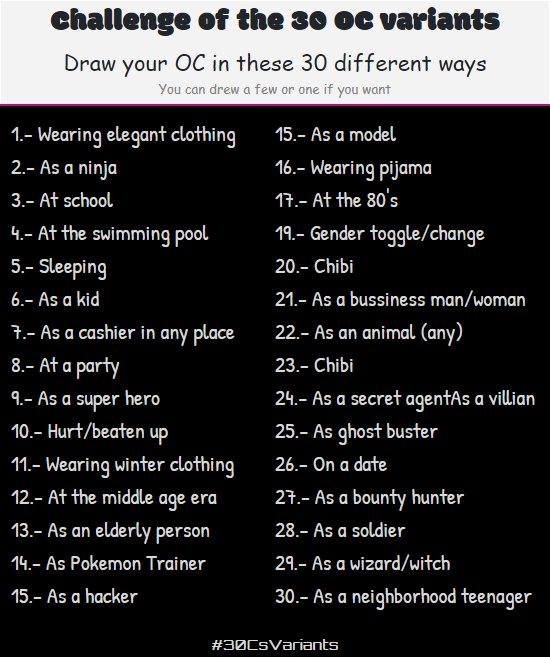 Challenge of the 30 OC variants
Draw your OC in these 30 different ways
You can drew a few or one if you want
1.- Wearing elegant clothing
2.- As a ninja
3.- At school
4.- At the swimming pool
5.- Sleeping
6.- As a kid
7.- As a cashier in any place
8.- At a party
9.- As a super hero
10.- Hurt/beaten up
11.- Wearing winter clothing
12.- At the middle age era
13.- As an elderly person
14.- As Pokemon Trainer
15.- As a hacker
15.- As a model
16.- Wearing pijama
17.- At the 80's
19.- Gender toggle/change
20.- Chibi
21.- As a bussiness man/woman
22.- As an animal (any)
23.- Chibi
24.- As a secret agentAs a villian
25.- As ghost buster
26.- On a date
27.- As a bounty hunter
28.- As a soldier
29.- As a wizard/witch
30.- As a neighborhood teenager
#30CsVariants